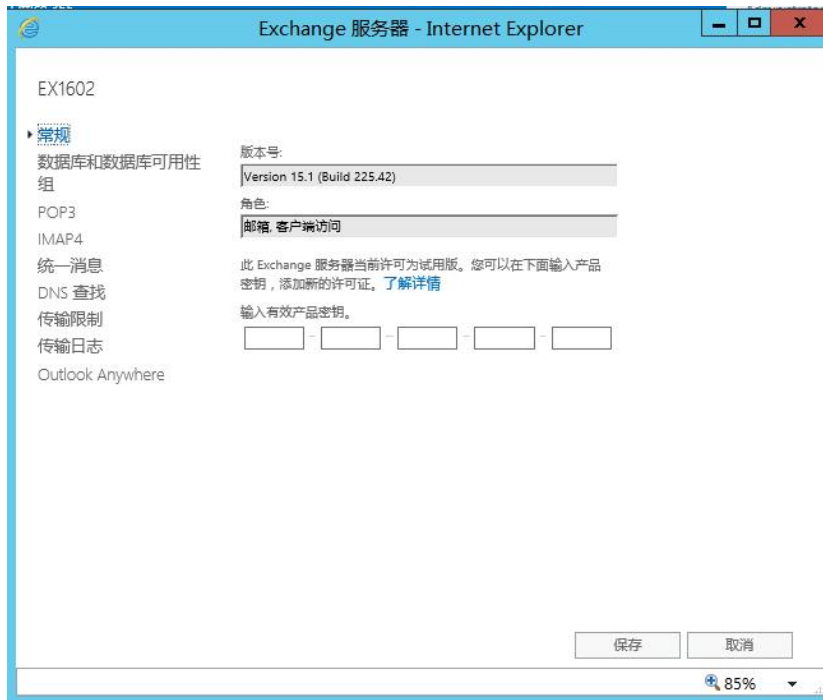 Exchange 服务器 - Internet Explorer
EX1602
常规
数据库和数据库可用性
组
POP3
IMAP4
统一消息
DNS 查找
传输限制
传输日志
Outlook Anywhere
版本号:
Version 15.1 (Build 225.42)
角色:
邮箱, 客户端访问
此 Exchange 服务器当前许可为试用版。您可以在下面输入产品
密钥，添加新的许可证。了解详情
输入有效产品密钥。
- - - -
保存
取消
85%